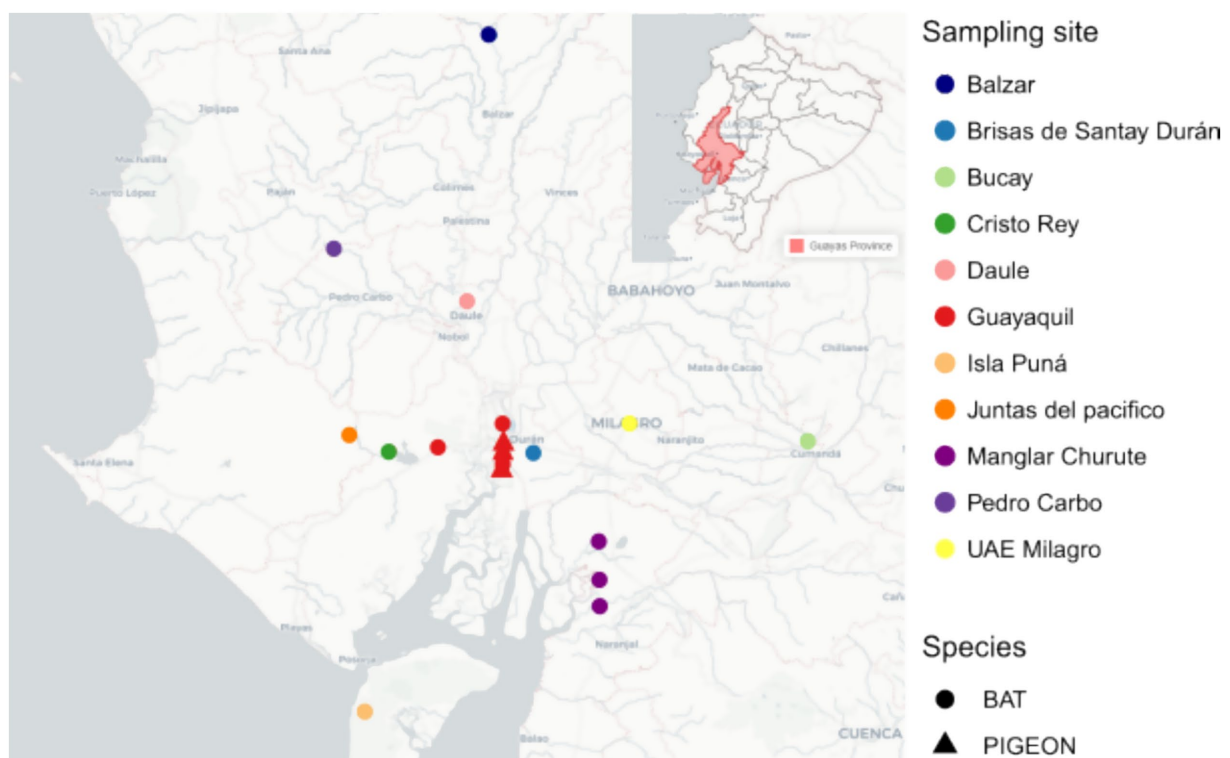 Sampling site
Balzar
Brisas de Santay Durán
Bucay
Cristo Rey
Daule
Guayaquil
Isla Puná
Juntas del pacifico
Manglar Churute
Pedro Carbo
UAE Milagro
Species
BAT
PIGEON
Santa Ana
Jipijapa
Balzar
Machalilla
Puerto López
Paján
Colimes
Vinces
Palestina
Guayas Province
Pedro Carbo
BABAHOYO
Juan Montalvo
Daule
Nobol
Chillanes
Mata de Cacao
MILAGRO
Durán
Naranjito
Cumandá
Santa Elena
Naranjal
Playas
Posorja
Balao
CUENCA